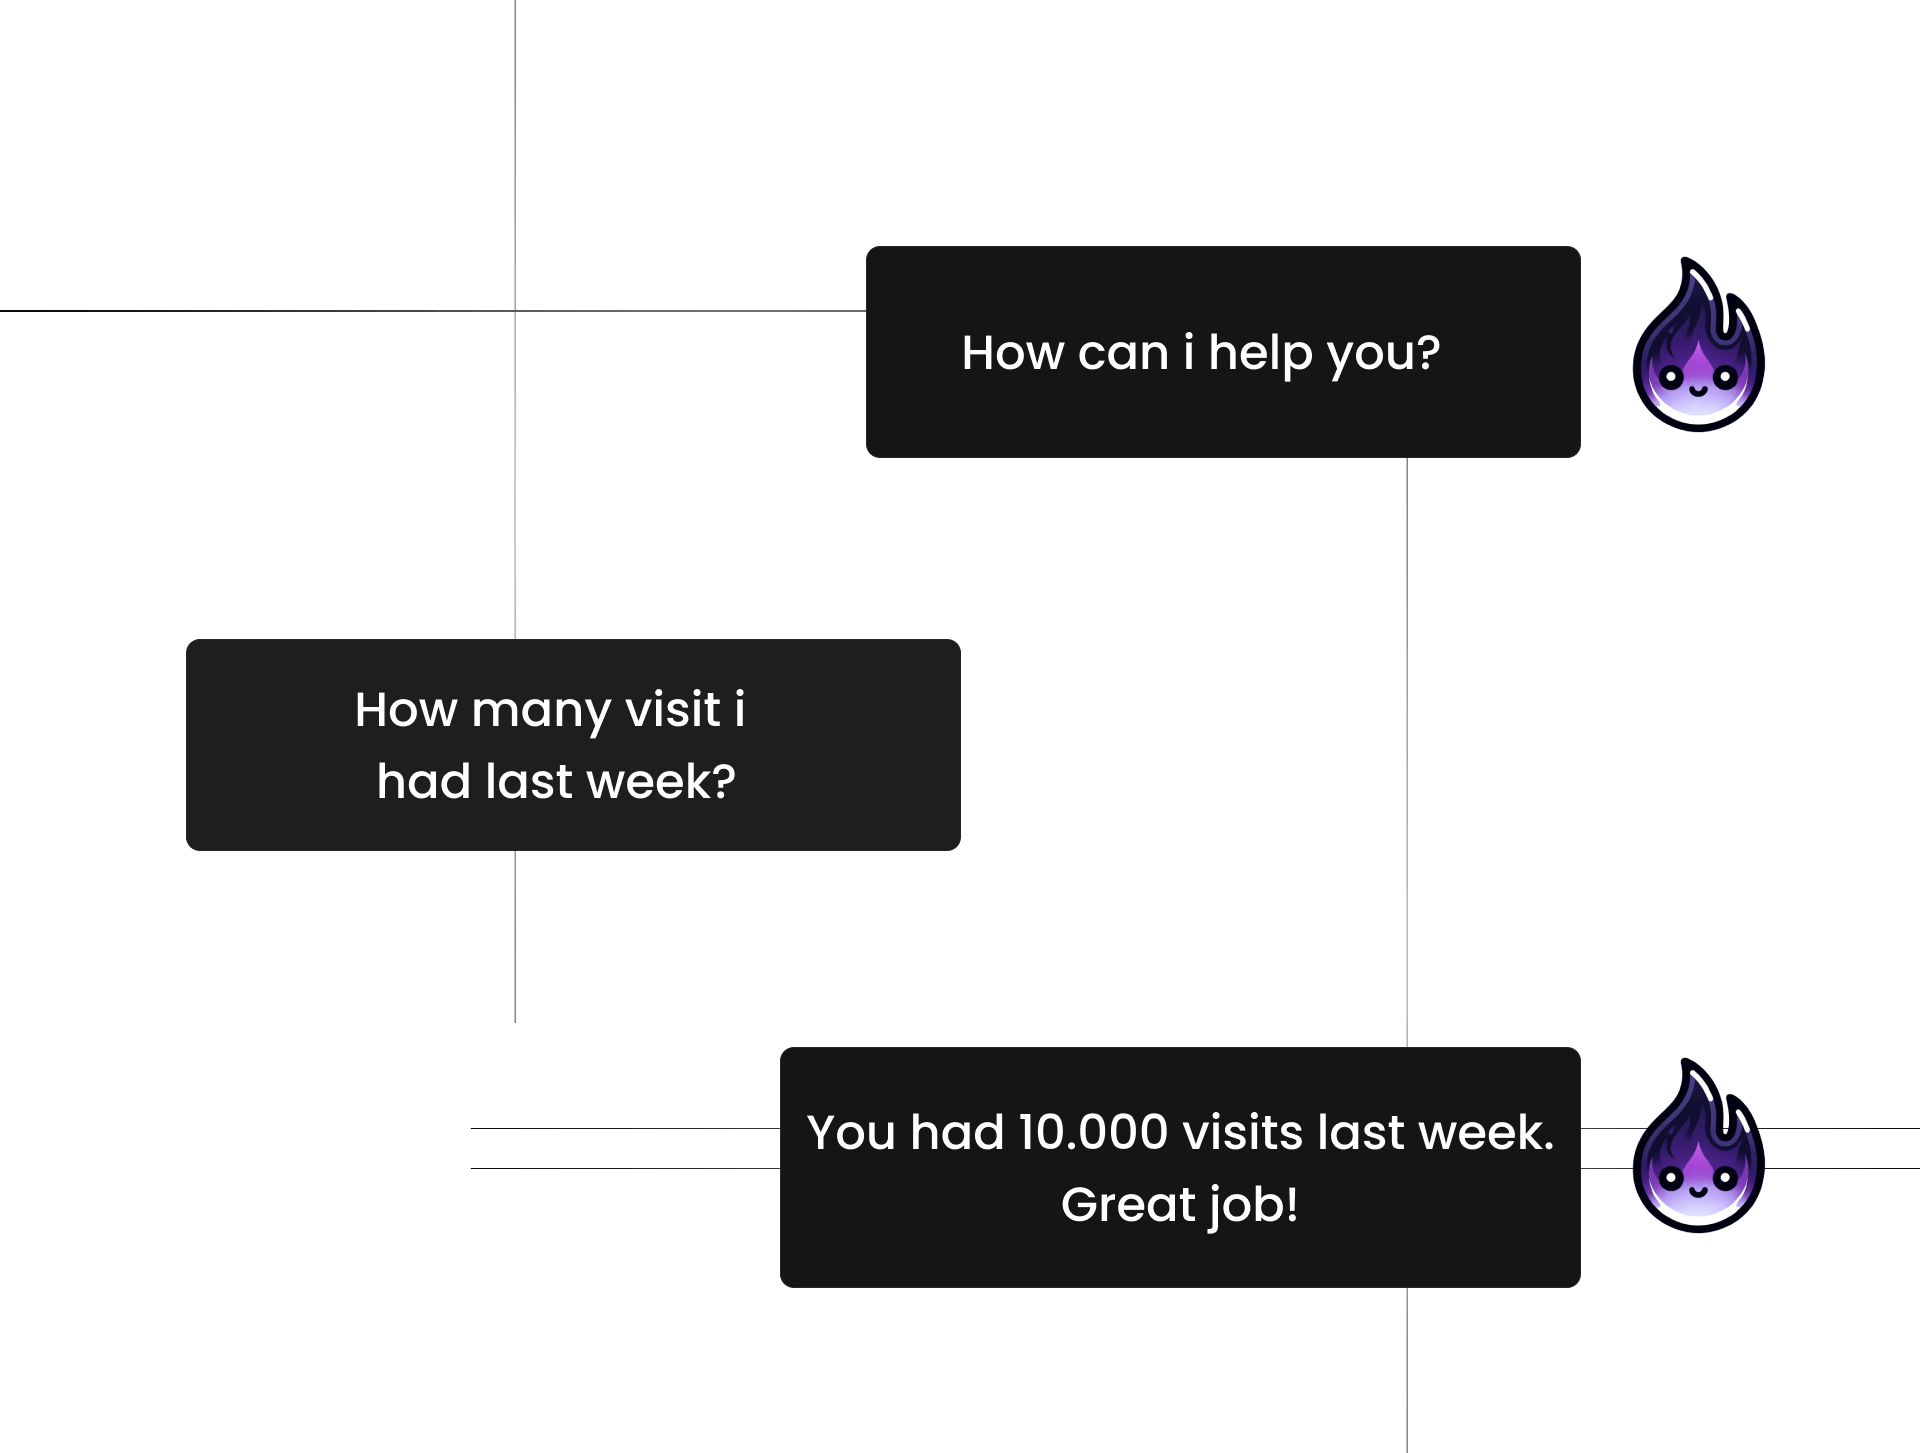 How can i help you?
How many visit i
had last week?
You had 10.000 visits last week.
Great job!